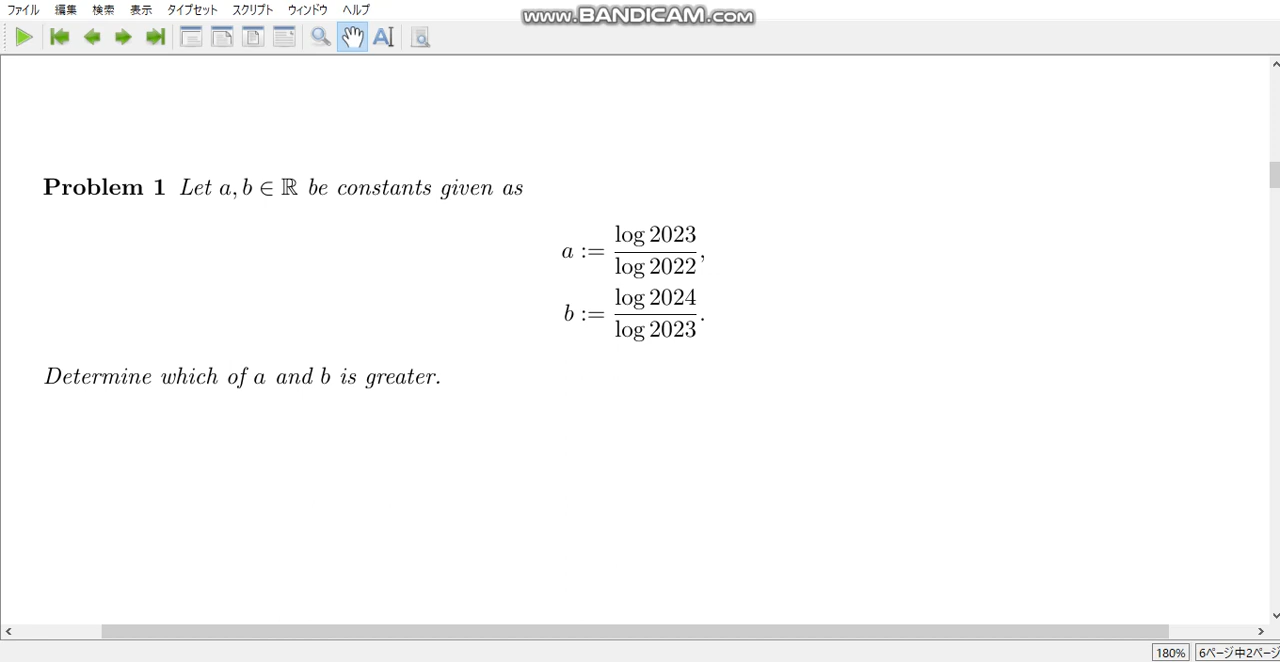 ファイル 編集 検索 表示 タイプセット スクリプト ウィンドウ ヘルプ
www.BANDICAM.com
Problem 1 Let a, b ∈ ℝ be constants given as
a := log 2023 / log 2022,
b := log 2024 / log 2023.
Determine which of a and b is greater.
180% 6ページ中2ページ